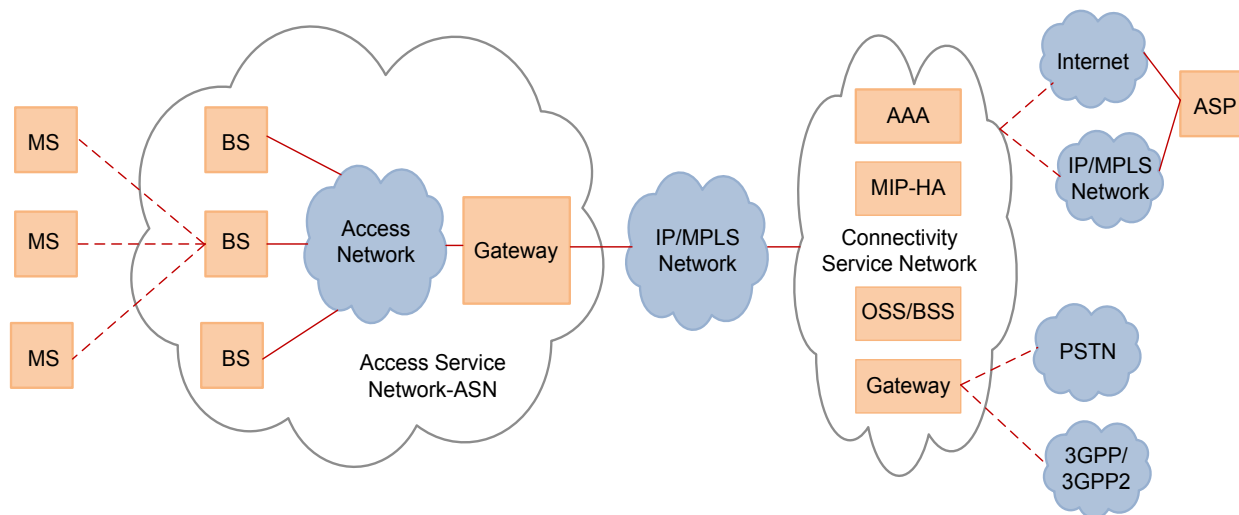 MS
MS
MS
BS
BS
BS
Access
Network
Gateway
Access Service
Network-ASN
IP/MPLS
Network
AAA
MIP-HA
Connectivity
Service Network
OSS/BSS
Gateway
Internet
IP/MPLS
Network
ASP
PSTN
3GPP/
3GPP2